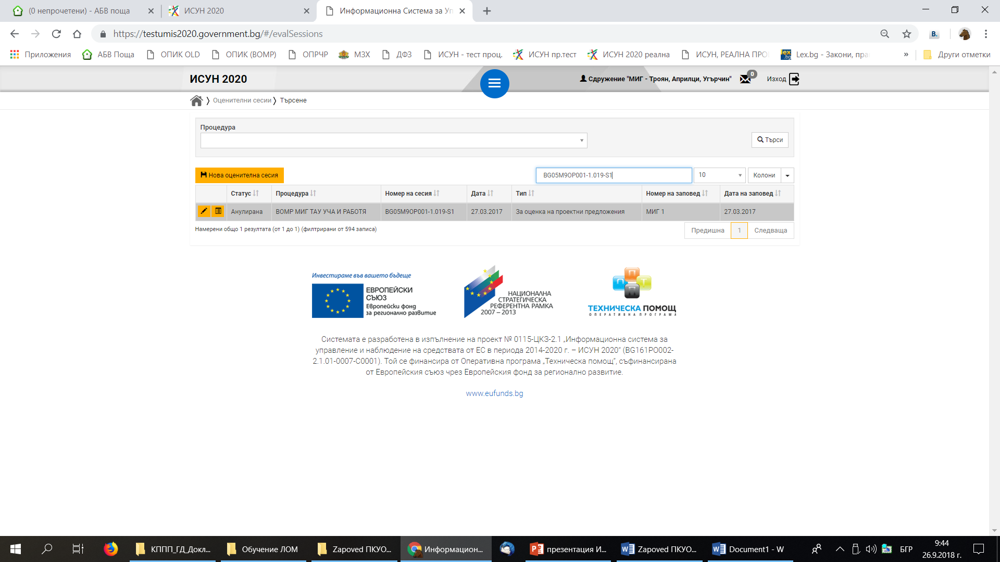 (0 непрочетени) - АБВ поща
ИСУН 2020
Информационна Система за Уп
https://testumis2020.government.bg/#/evalSessions
B.
Приложения
АБВ Поща
ОПИК OLD
ОПИК (ВОМР)
ОПРЧР
МЗХ
ДФЗ
ИСУН - тест проц.
ИСУН пр.тест
ИСУН 2020 реална
ИСУН, РЕАЛНА ПРО
Lex.bg - Закони, пра
»
Други отметки
ИСУН 2020
Сдружение "МИГ - Троян, Априлци, Угърчин"
0
Изход
Оценителни сесии
Търсене
Процедура
Търси
Нова оценителна сесия
BG05M9OP001-1.019-S1
10
Колони
Статус
Процедура
Номер на сесия
Дата
Тип
Номер на заповед
Дата на заповед
Анулирана
ВОМР МИГ ТАУ УЧА И РАБОТЯ
BG05M9OP001-1.019-S1
27.03.2017
За оценка на проектни предложения
МИГ 1
27.03.2017
Намерени общо 1 резултата (от 1 до 1) (филтрирани от 594 записа)
Предишна
1
Следваща
Инвестираме във вашето бъдеще
ЕВРОПЕЙСКИ
СЪЮЗ
Европейски фонд
за регионално развитие
НАЦИОНАЛНА
СТРАТЕГИЧЕСКА
РЕФЕРЕНТНА РАМКА
2007 – 2013
ТЕХНИЧЕСКА ПОМОЩ
ОПЕРАТИВНА ПРОГРАМА
Системата е разработена в изпълнение на проект № 0115-ЦКЗ-2.1 „Информационна система за
управление и наблюдение на средствата от ЕС в периода 2014-2020 г. – ИСУН 2020“ (BG161PO002-
2.1.01-0007-C0001). Той се финансира от Оперативна програма „Техническа помощ“, съфинансирана
от Европейския съюз чрез Европейския фонд за регионално развитие.
www.eufunds.bg
КППП_ГД_Докл...
Обучение ЛОМ
Zapoved ПКУО...
Информацион...
презентация И...
Zapoved ПКУО...
Document1 - W
БГР
9:44
26.9.2018 г.